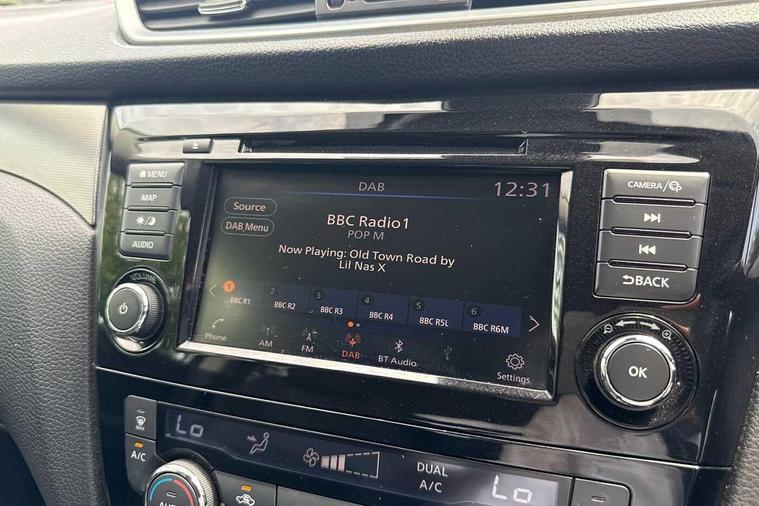 MENU
MAP
AUDIO
VOLUME
DAB
12:31
Source
DAB Menu
BBC Radio1
POP M
Now Playing: Old Town Road by
Lil Nas X
1
BBC R1
2
BBC R2
3
BBC R3
4
BBC R4
5
BBC R5L
6
BBC R6M
Phone
AM
FM
DAB
BT Audio
Settings
CAMERA/
BACK
OK
MAX
A/C
Lo
DUAL
A/C
Lo
AUTO